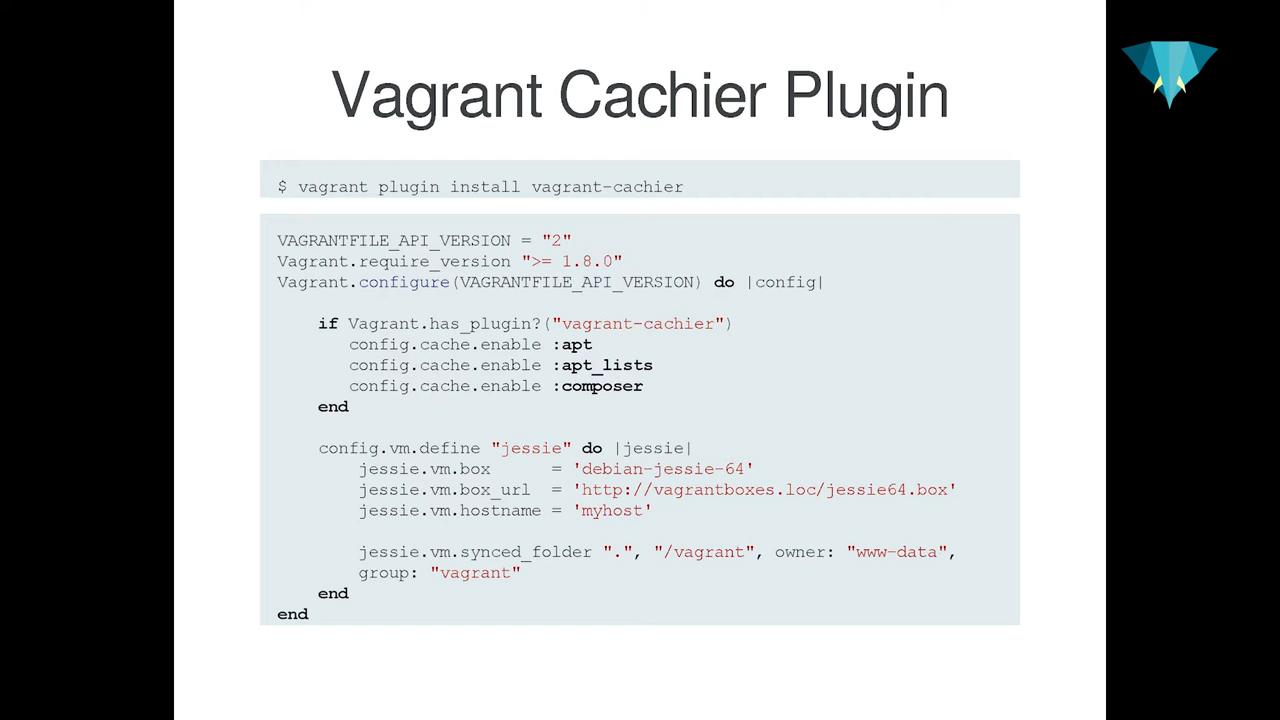 Vagrant Cachier Plugin
$ vagrant plugin install vagrant-cachier
VAGRANTFILE_API_VERSION = "2"
Vagrant.require_version ">= 1.8.0"
Vagrant.configure(VAGRANTFILE_API_VERSION) do |config|
    if Vagrant.has_plugin?("vagrant-cachier")
       config.cache.enable :apt
       config.cache.enable :apt_lists
       config.cache.enable :composer
    end
    config.vm.define "jessie" do |jessie|
        jessie.vm.box      = 'debian-jessie-64'
        jessie.vm.box_url  = 'http://vagrantboxes.loc/jessie64.box'
        jessie.vm.hostname = 'myhost'
        jessie.vm.synced_folder ".", "/vagrant", owner: "www-data",
        group: "vagrant"
    end
end